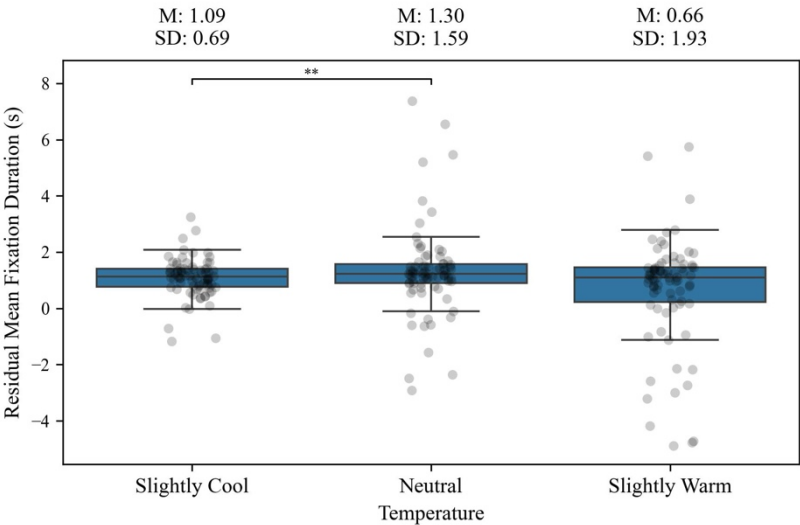 M: 1.09 M: 1.30 M: 0.66
SD: 0.69 SD: 1.59 SD: 1.93
**
Residual Mean Fixation Duration (s)
8
6
4
2
0
−2
−4
Slightly Cool Neutral Slightly Warm
Temperature